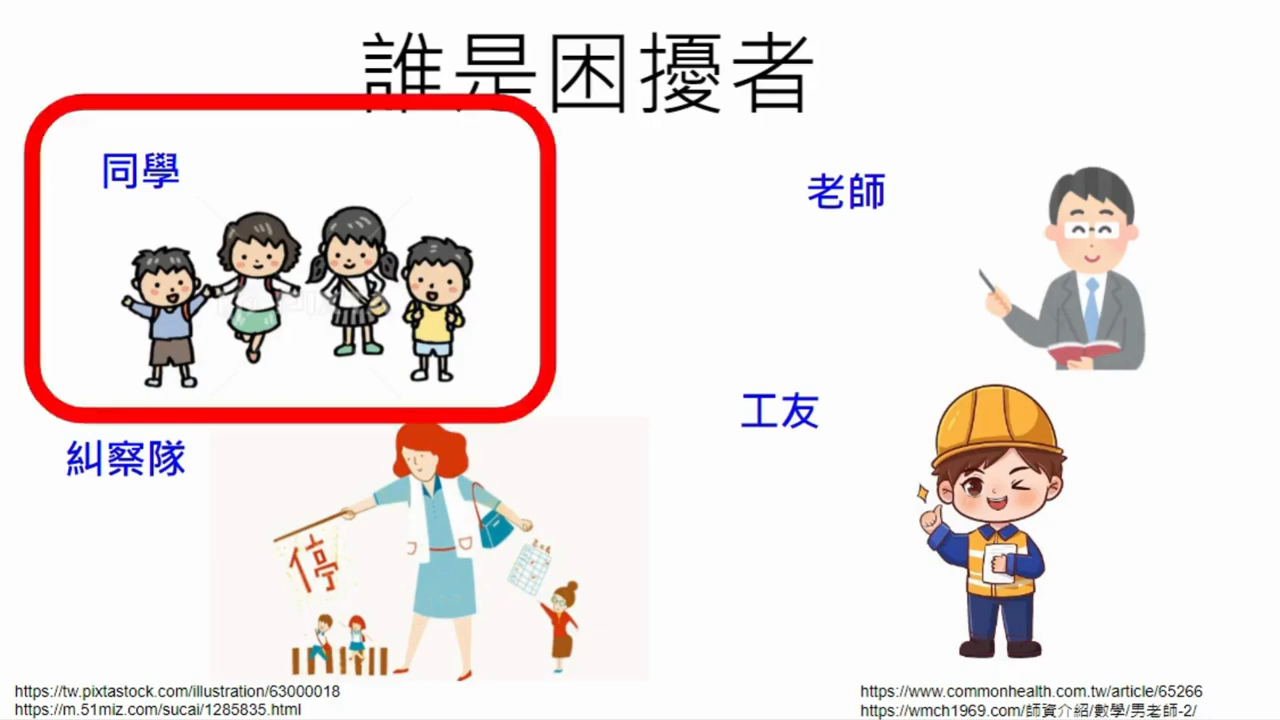 誰是困擾者
同學
老師
工友
糾察隊
停
https://tw.pixtastock.com/illustration/63000018
https://m.51miz.com/sucai/1285835.html
https://www.commonhealth.com.tw/article/65266
https://wmch1969.com/師資介紹/數學/男老師-2/